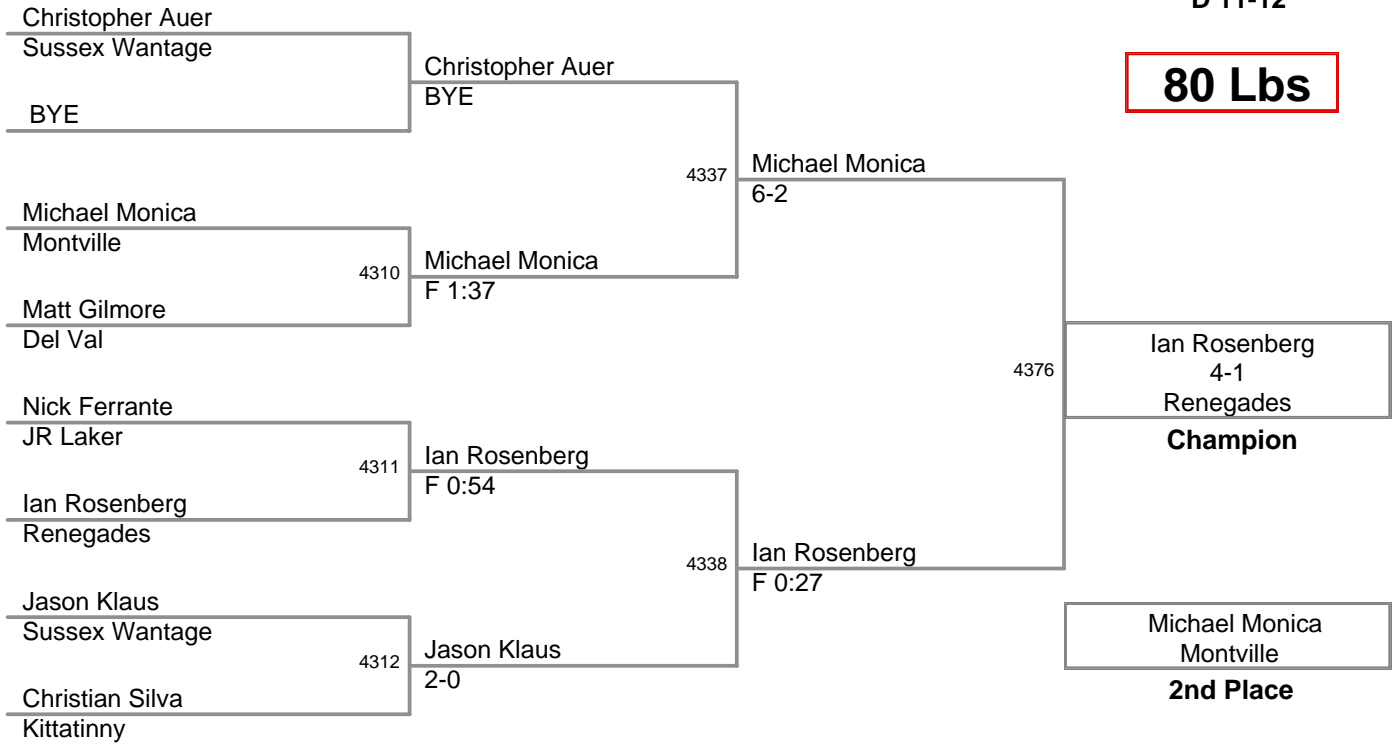 D 11-12
80 Lbs
Christopher Auer
Sussex Wantage
BYE
Michael Monica
Montville
4310
Matt Gilmore
Del Val
Nick Ferrante
JR Laker
4311
Ian Rosenberg
Renegades
Jason Klaus
Sussex Wantage
4312
Christian Silva
Kittatinny
Christopher Auer
BYE
4337
Michael Monica
F 1:37
Ian Rosenberg
F 0:54
4338
Jason Klaus
2-0
Michael Monica
6-2
4376
Ian Rosenberg
F 0:27
Ian Rosenberg
4-1
Renegades
Champion
Michael Monica
Montville
2nd Place